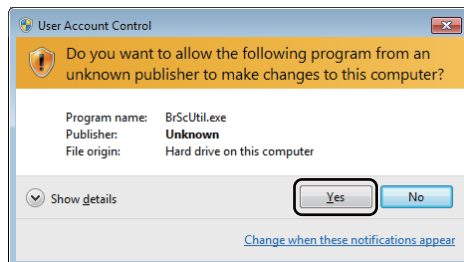 User Account Control
Do you want to allow the following program from an
unknown publisher to make changes to this computer?
Program name: BrScUtil.exe
Publisher: Unknown
File origin: Hard drive on this computer
Show details Yes No
Change when these notifications appear